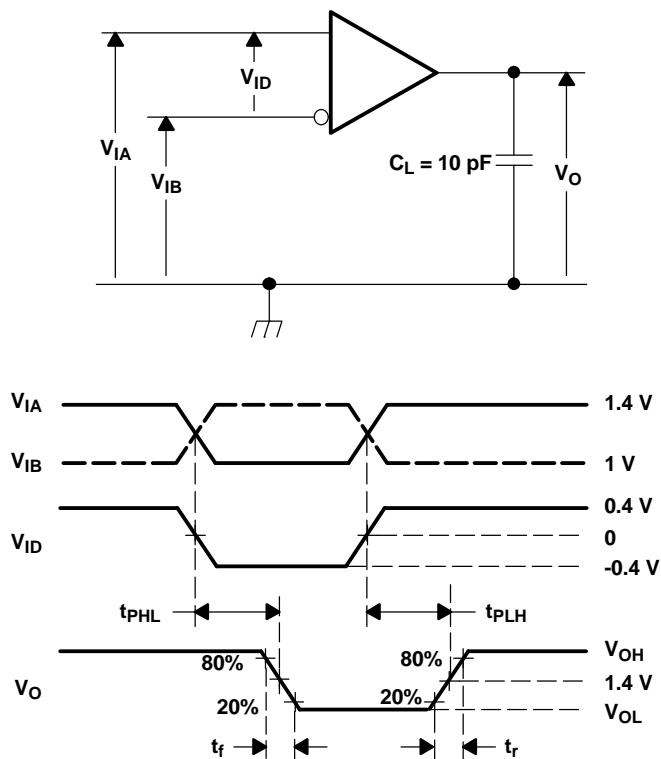 V_ID
V_IA
V_IB
C_L = 10 pF
V_O
V_IA
1.4 V
V_IB
1 V
0.4 V
V_ID
0
-0.4 V
t_PHL
t_PLH
V_OH
80%
80%
V_O
1.4 V
20%
20%
V_OL
t_f
t_r